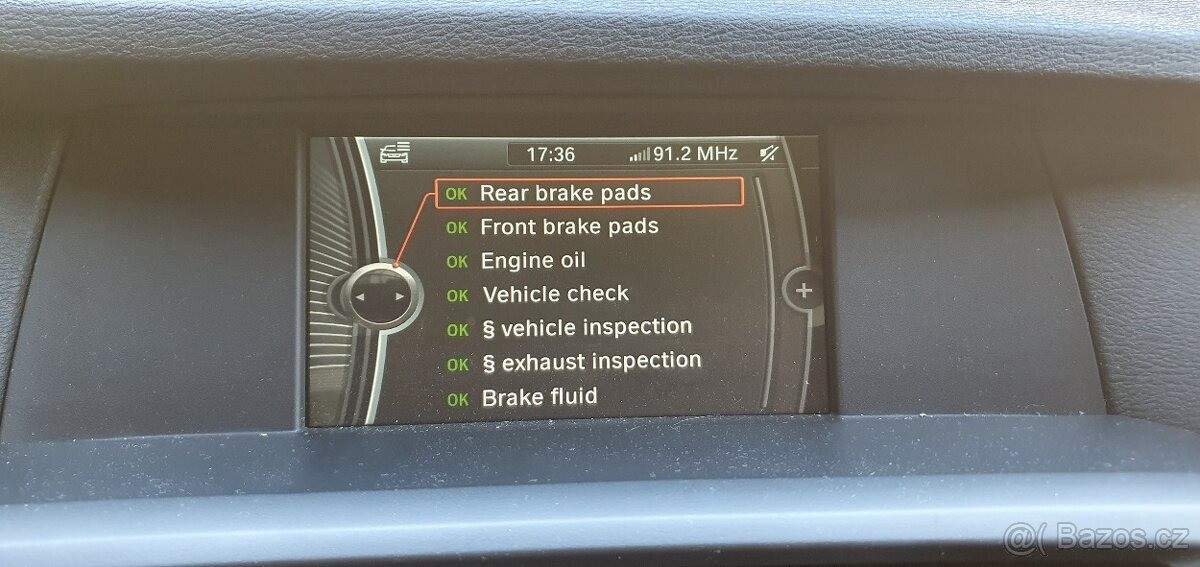 17:36 91.2 MHz
OK Rear brake pads
OK Front brake pads
OK Engine oil
OK Vehicle check
OK § vehicle inspection
OK § exhaust inspection
OK Brake fluid
@( Bazos.cz